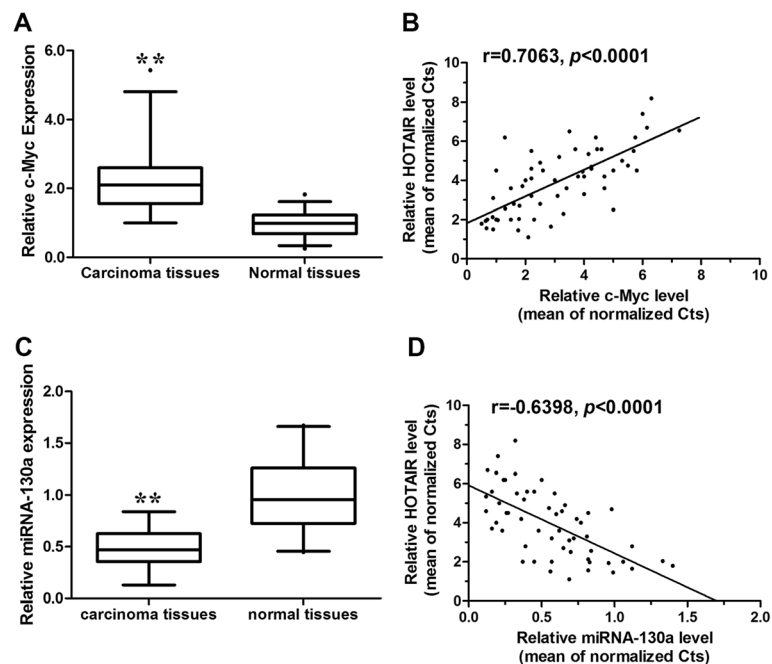 A
Relative c-Myc Expression
6.0
4.0
2.0
0.0
**
Carcinoma tissues
Normal tissues
B
r=0.7063, p<0.0001
Relative HOTAIR level
(mean of normalized Cts)
10
8
6
4
2
0
0
2
4
6
8
10
Relative c-Myc level
(mean of normalized Cts)
C
Relative miRNA-130a expression
2.0
1.5
1.0
0.5
0.0
**
carcinoma tissues
normal tissues
D
r=-0.6398, p<0.0001
Relative HOTAIR level
(mean of normalized Cts)
10
8
6
4
2
0
0.0
0.5
1.0
1.5
2.0
Relative miRNA-130a level
(mean of normalized Cts)